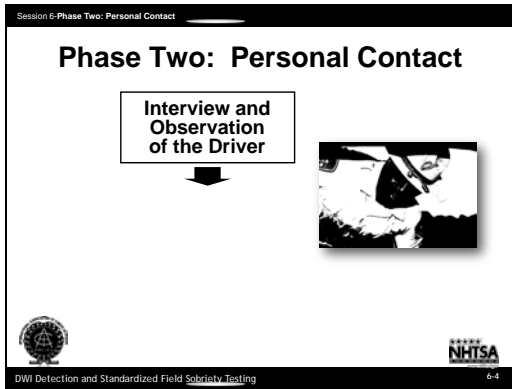 Session 6-Phase Two: Personal Contact
Phase Two: Personal Contact
Interview and
Observation
of the Driver
NHTSA
DWI Detection and Standardized Field Sobriety Testing
6-4